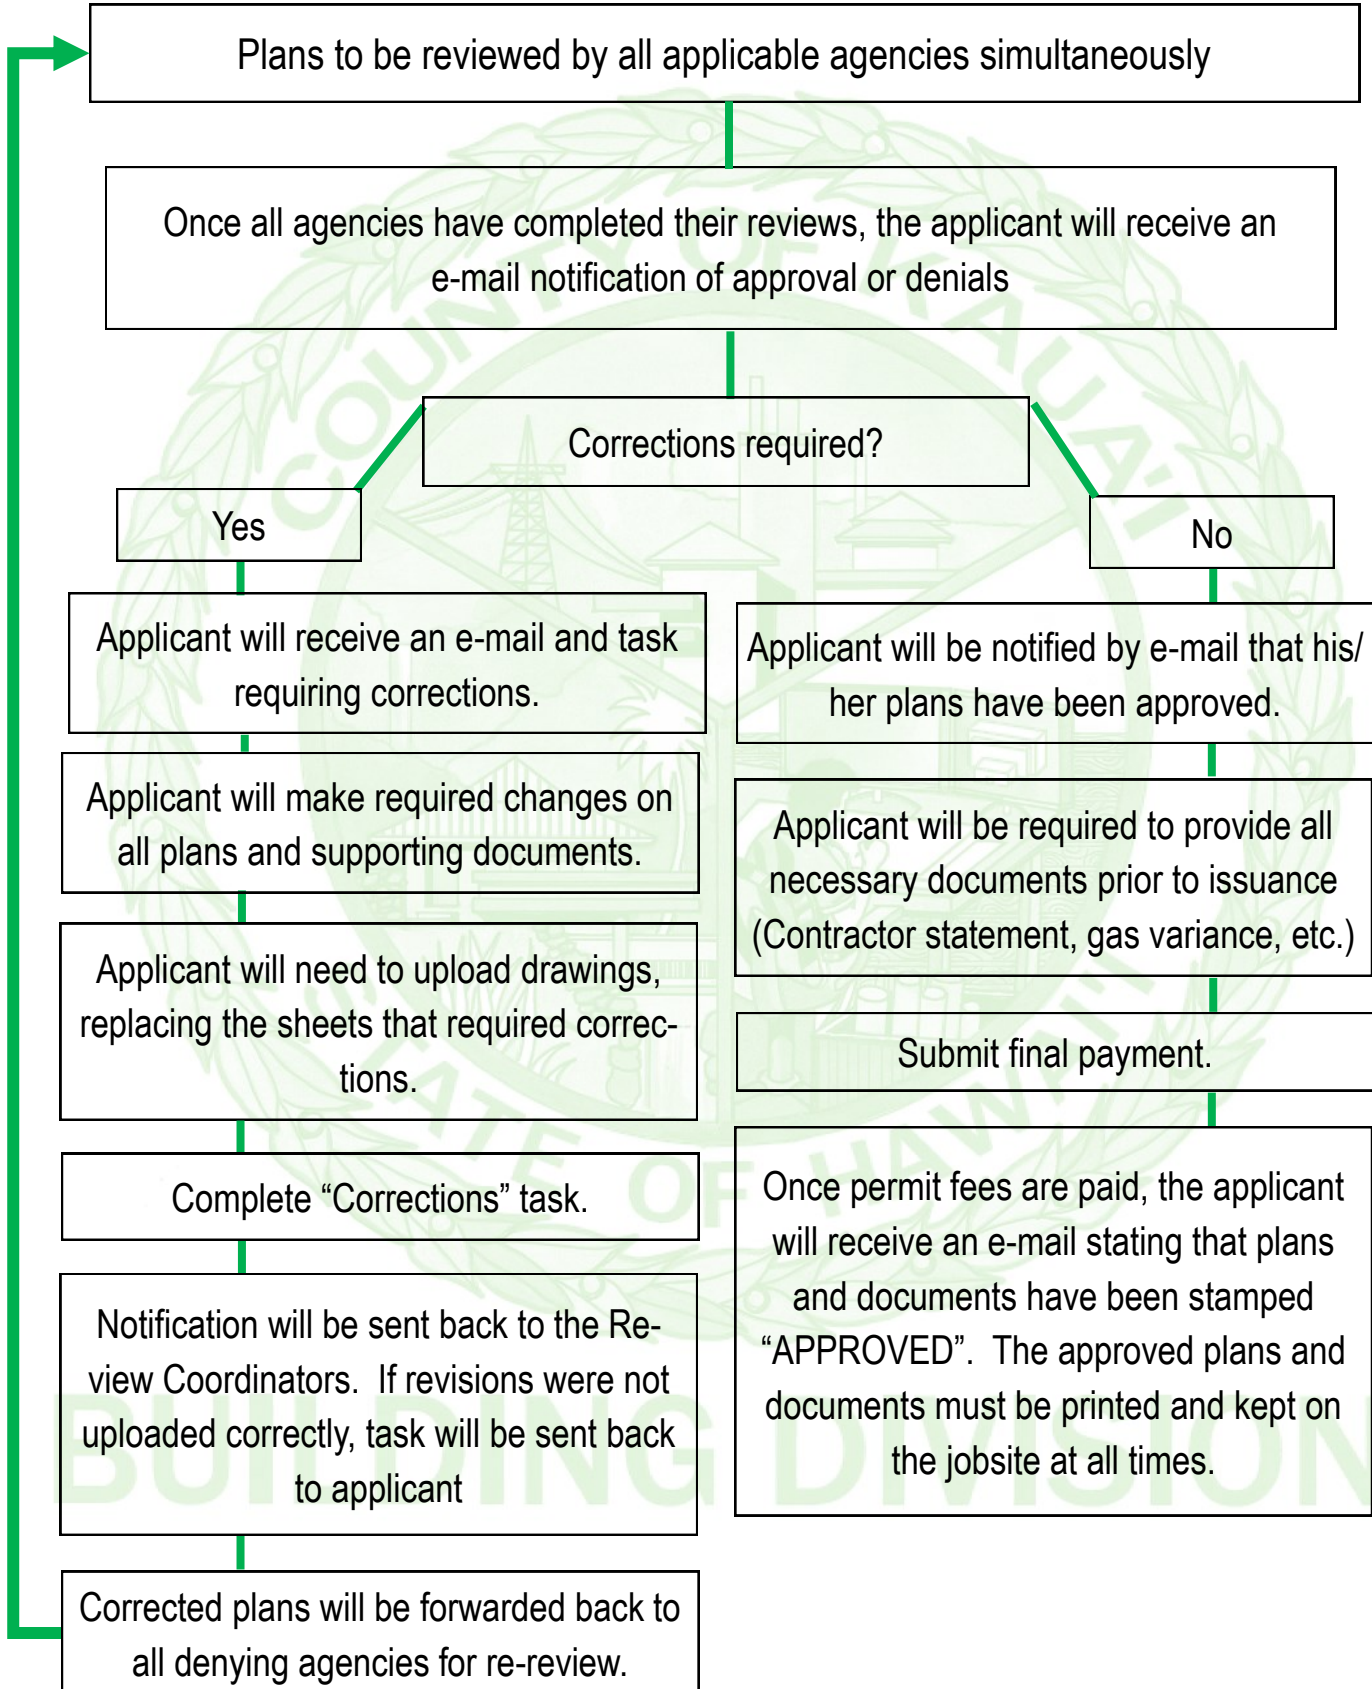 Plans to be reviewed by all applicable agencies simultaneously
Once all agencies have completed their reviews, the applicant will receive an
e-mail notification of approval or denials
Corrections required?
Yes
Applicant will receive an e-mail and task
requiring corrections.
Applicant will make required changes on
all plans and supporting documents.
Applicant will need to upload drawings,
replacing the sheets that required correc-
tions.
Complete “Corrections” task.
Notification will be sent back to the Re-
view Coordinators.  If revisions were not
uploaded correctly, task will be sent back
to applicant
Corrected plans will be forwarded back to
all denying agencies for re-review.
No
Applicant will be notified by e-mail that his/
her plans have been approved.
Applicant will be required to provide all
necessary documents prior to issuance
(Contractor statement, gas variance, etc.)
Submit final payment.
Once permit fees are paid, the applicant
will receive an e-mail stating that plans
and documents have been stamped
“APPROVED”.  The approved plans and
documents must be printed and kept on
the jobsite at all times.
COUNTY OF KAUA'I
STATE OF HAWAI'I
BUILDING DIVISION